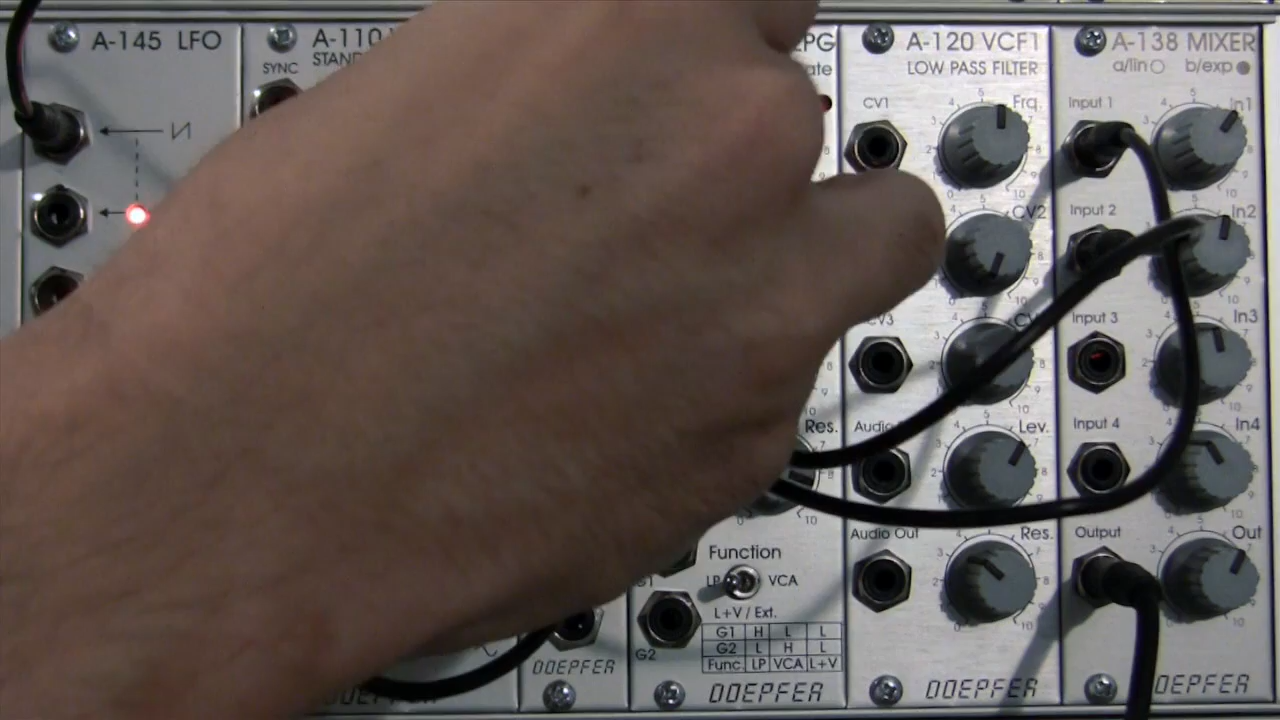 A-145 LFO
A-110
STAND
SYNC
LPG
ate
Res.
10
G1
G2
Function
LP VCA
L+V / Ext.
G1 H L L
G2 L H L
Func. LP VCA L+V
DOEPFER
DOEPFER
A-120 VCF1
LOW PASS FILTER
CV1
Frq.
CV2
CV3
Audio
Lev.
Audio Out
Res.
DOEPFER
A-138 MIXER
a/lin b/exp
Input 1
In1
Input 2
In2
Input 3
In3
Input 4
In4
Output
Out
DOEPFER